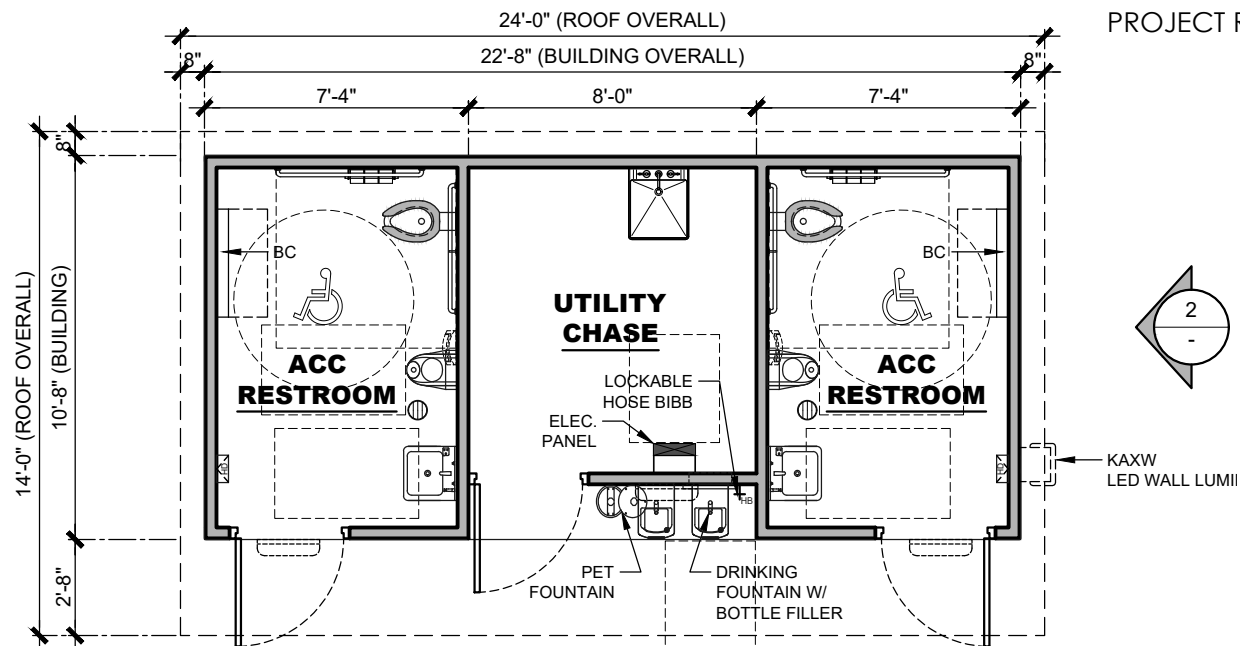 24'-0" (ROOF OVERALL)
PROJECT
8"
22'-8" (BUILDING OVERALL)
8"
7'-4"
8'-0"
7'-4"
8"
14'-0" (ROOF OVERALL)
10'-8" (BUILDING)
2'-8"
BC
BC
UTILITY
CHASE
ACC
RESTROOM
ACC
RESTROOM
LOCKABLE
HOSE BIBB
ELEC.
PANEL
HD
HB
HD
2
-
KAXW
LED WALL
PET
FOUNTAIN
DRINKING
FOUNTAIN W/
BOTTLE FILLER